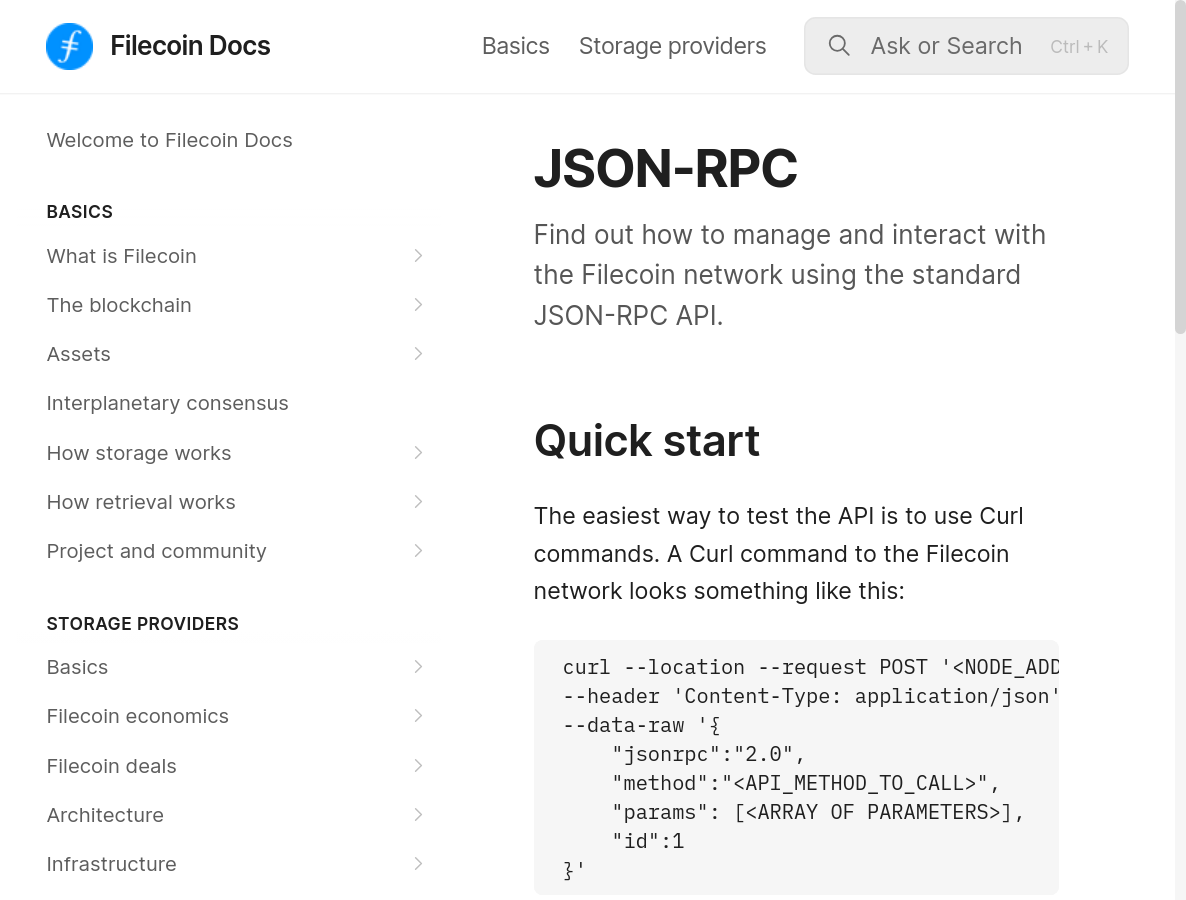 Filecoin Docs
Basics
Storage providers
Ask or Search
Ctrl + K
Welcome to Filecoin Docs
BASICS
What is Filecoin
The blockchain
Assets
Interplanetary consensus
How storage works
How retrieval works
Project and community
STORAGE PROVIDERS
Basics
Filecoin economics
Filecoin deals
Architecture
Infrastructure
JSON-RPC
Find out how to manage and interact with
the Filecoin network using the standard
JSON-RPC API.
Quick start
The easiest way to test the API is to use Curl
commands. A Curl command to the Filecoin
network looks something like this:
curl --location --request POST '<NODE_ADD
--header 'Content-Type: application/json'
--data-raw '{
    "jsonrpc":"2.0",
    "method":"<API_METHOD_TO_CALL>",
    "params": [<ARRAY OF PARAMETERS>],
    "id":1
}'